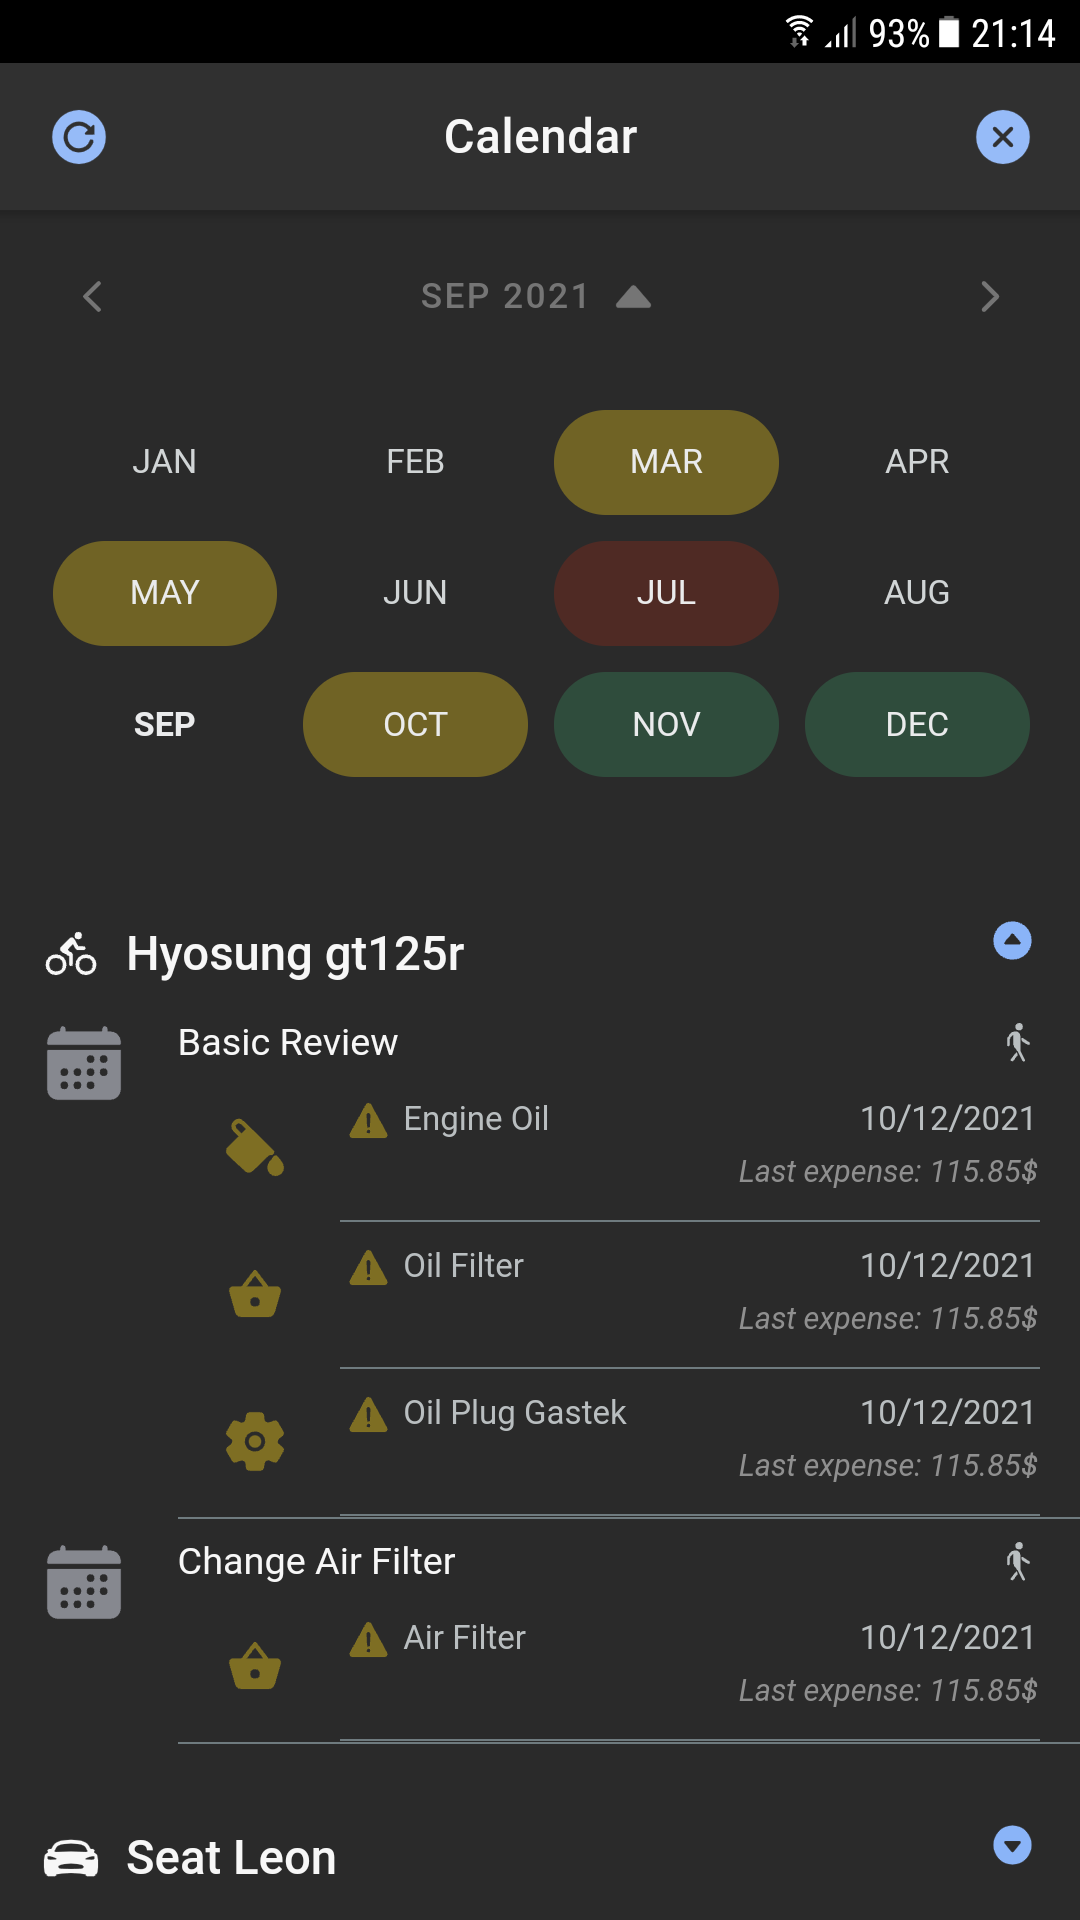 93% 21:14
Calendar
SEP 2021
JAN FEB MAR APR
MAY JUN JUL AUG
SEP OCT NOV DEC
Hyosung gt125r
Basic Review
Engine Oil 10/12/2021
Last expense: 115.85$
Oil Filter 10/12/2021
Last expense: 115.85$
Oil Plug Gastek 10/12/2021
Last expense: 115.85$
Change Air Filter
Air Filter 10/12/2021
Last expense: 115.85$
Seat Leon